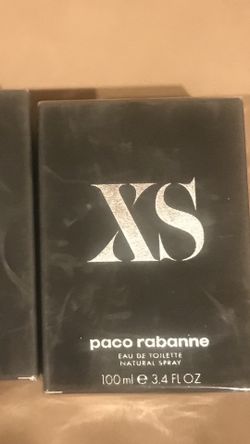 XS
paco rabanne
EAU DE TOILETTE
NATURAL SPRAY
100 ml ℮ 3.4 FL OZ